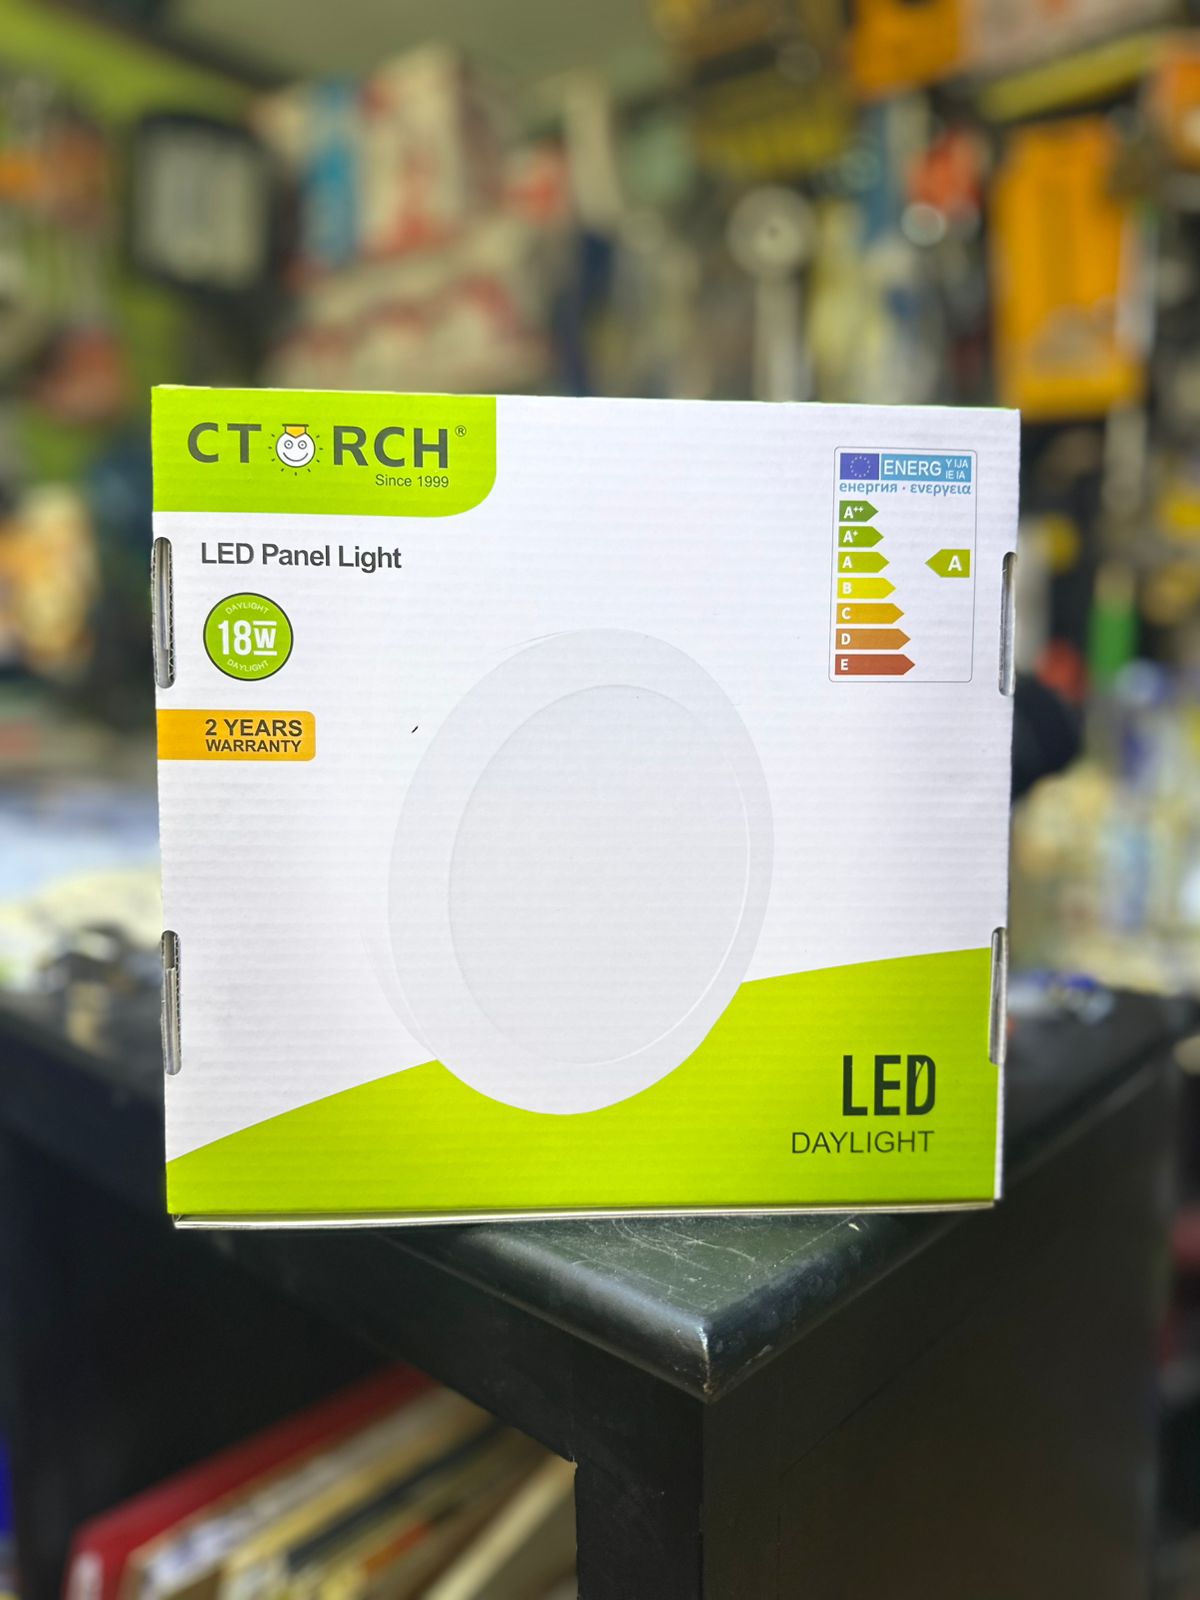 CTORCH®
Since 1999
LED Panel Light
DAYLIGHT
18W
DAYLIGHT
2 YEARS
WARRANTY
ENERG Y IJA
IE IA
енергия · ενεργεια
A++
A+
A
A
B
C
D
E
LED
DAYLIGHT